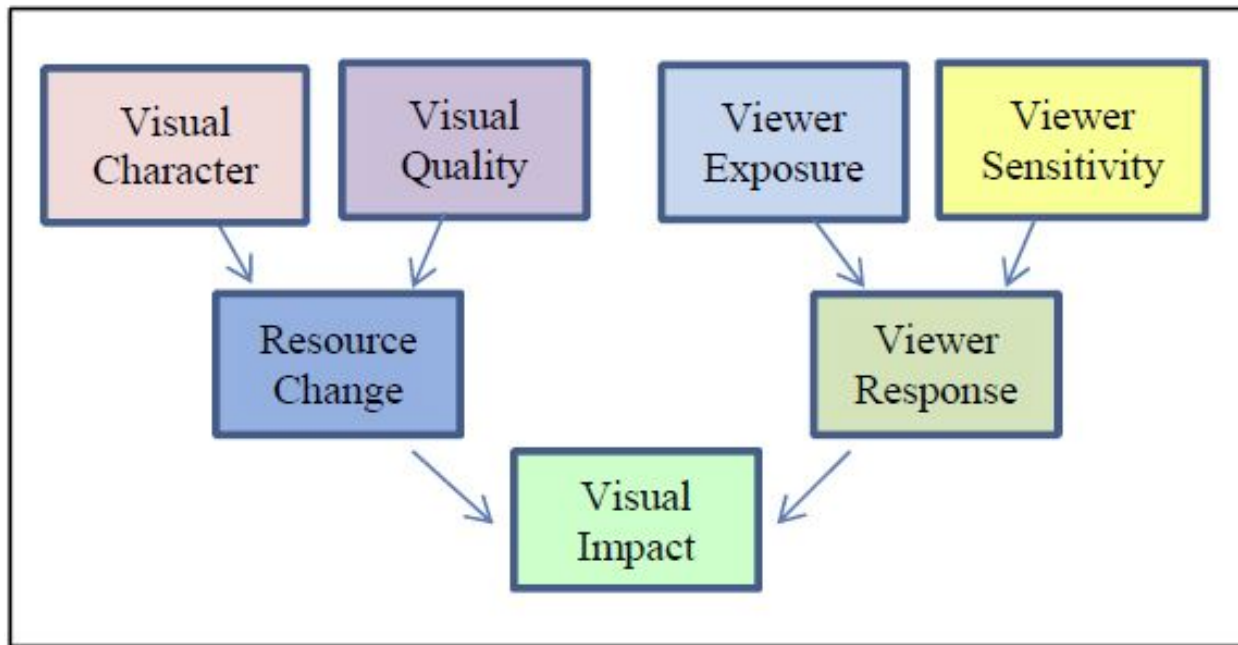 Visual
Character
Visual
Quality
Viewer
Exposure
Viewer
Sensitivity
Resource
Change
Viewer
Response
Visual
Impact